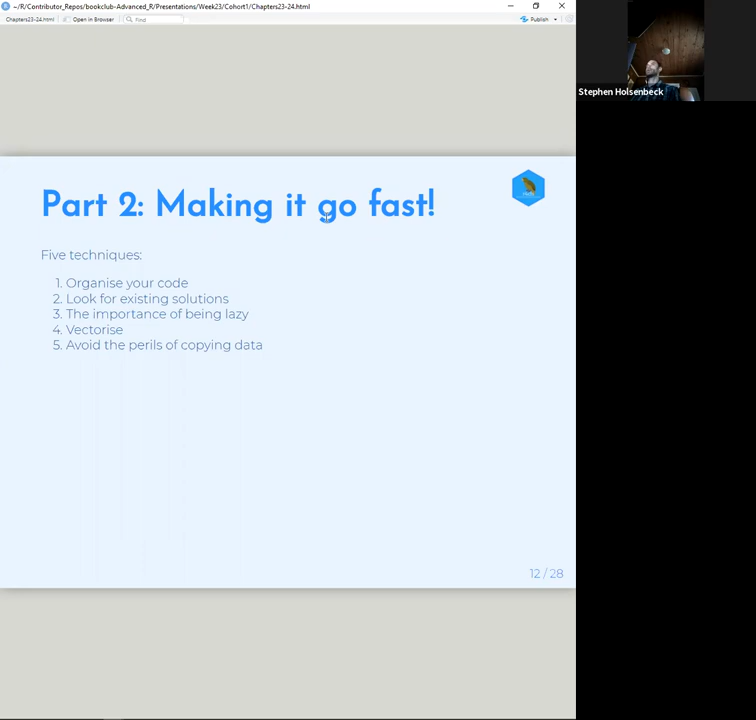 ~/R/Contributor_Repos/bookclub-Advanced_R/Presentations/Week23/Cohort1/Chapters23-24.html
Chapters23-24.html Open in Browser Find Publish
Stephen Holsenbeck
Part 2: Making it go fast!
Five techniques:
1. Organise your code
2. Look for existing solutions
3. The importance of being lazy
4. Vectorise
5. Avoid the perils of copying data
12 / 28